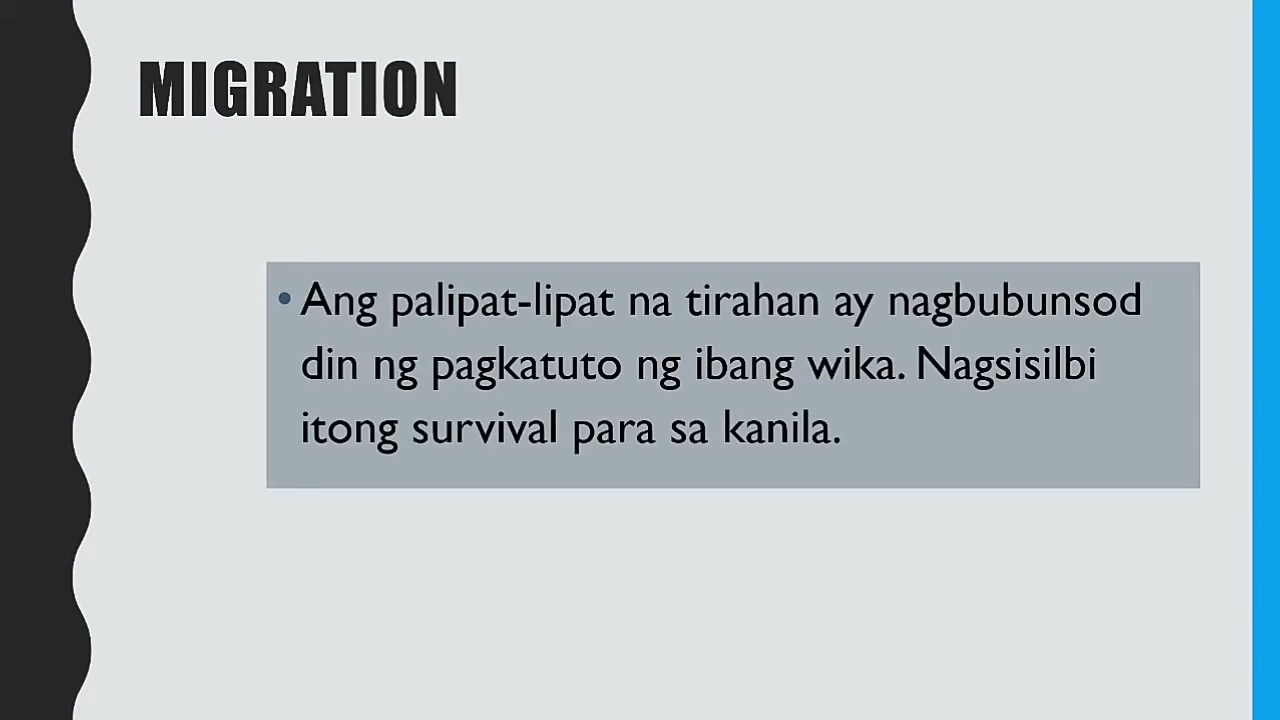 MIGRATION
• Ang palipat-lipat na tirahan ay nagbubunsod
din ng pagkatuto ng ibang wika. Nagsisilbi
itong survival para sa kanila.